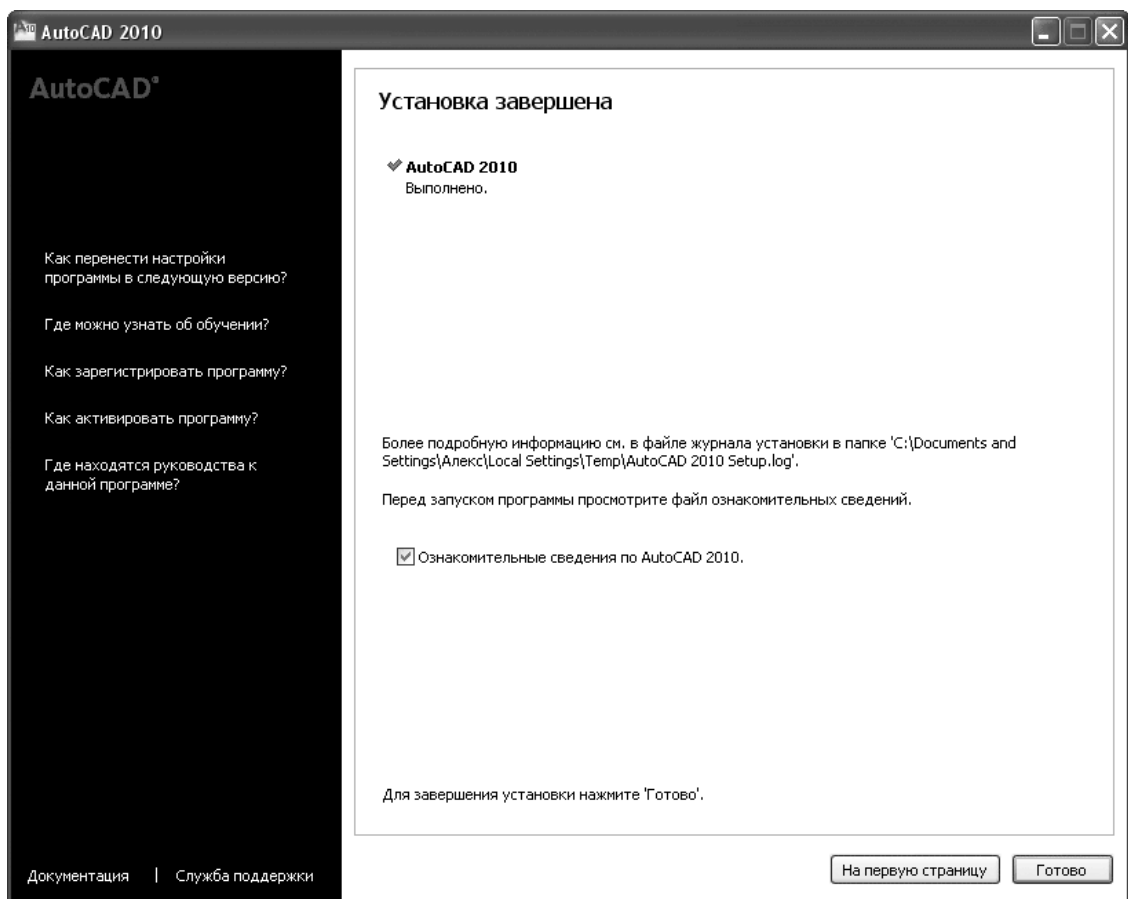 AutoCAD 2010
AutoCAD®
Как перенести настройки
программы в следующую версию?
Где можно узнать об обучении?
Как зарегистрировать программу?
Как активировать программу?
Где находятся руководства к
данной программе?
Документация | Служба поддержки
Установка завершена
AutoCAD 2010
Выполнено.
Более подробную информацию см. в файле журнала установки в папке 'C:\Documents and
Settings\Алекс\Local Settings\Temp\AutoCAD 2010 Setup.log'.
Перед запуском программы просмотрите файл ознакомительных сведений.
Ознакомительные сведения по AutoCAD 2010.
Для завершения установки нажмите 'Готово'.
На первую страницу
Готово